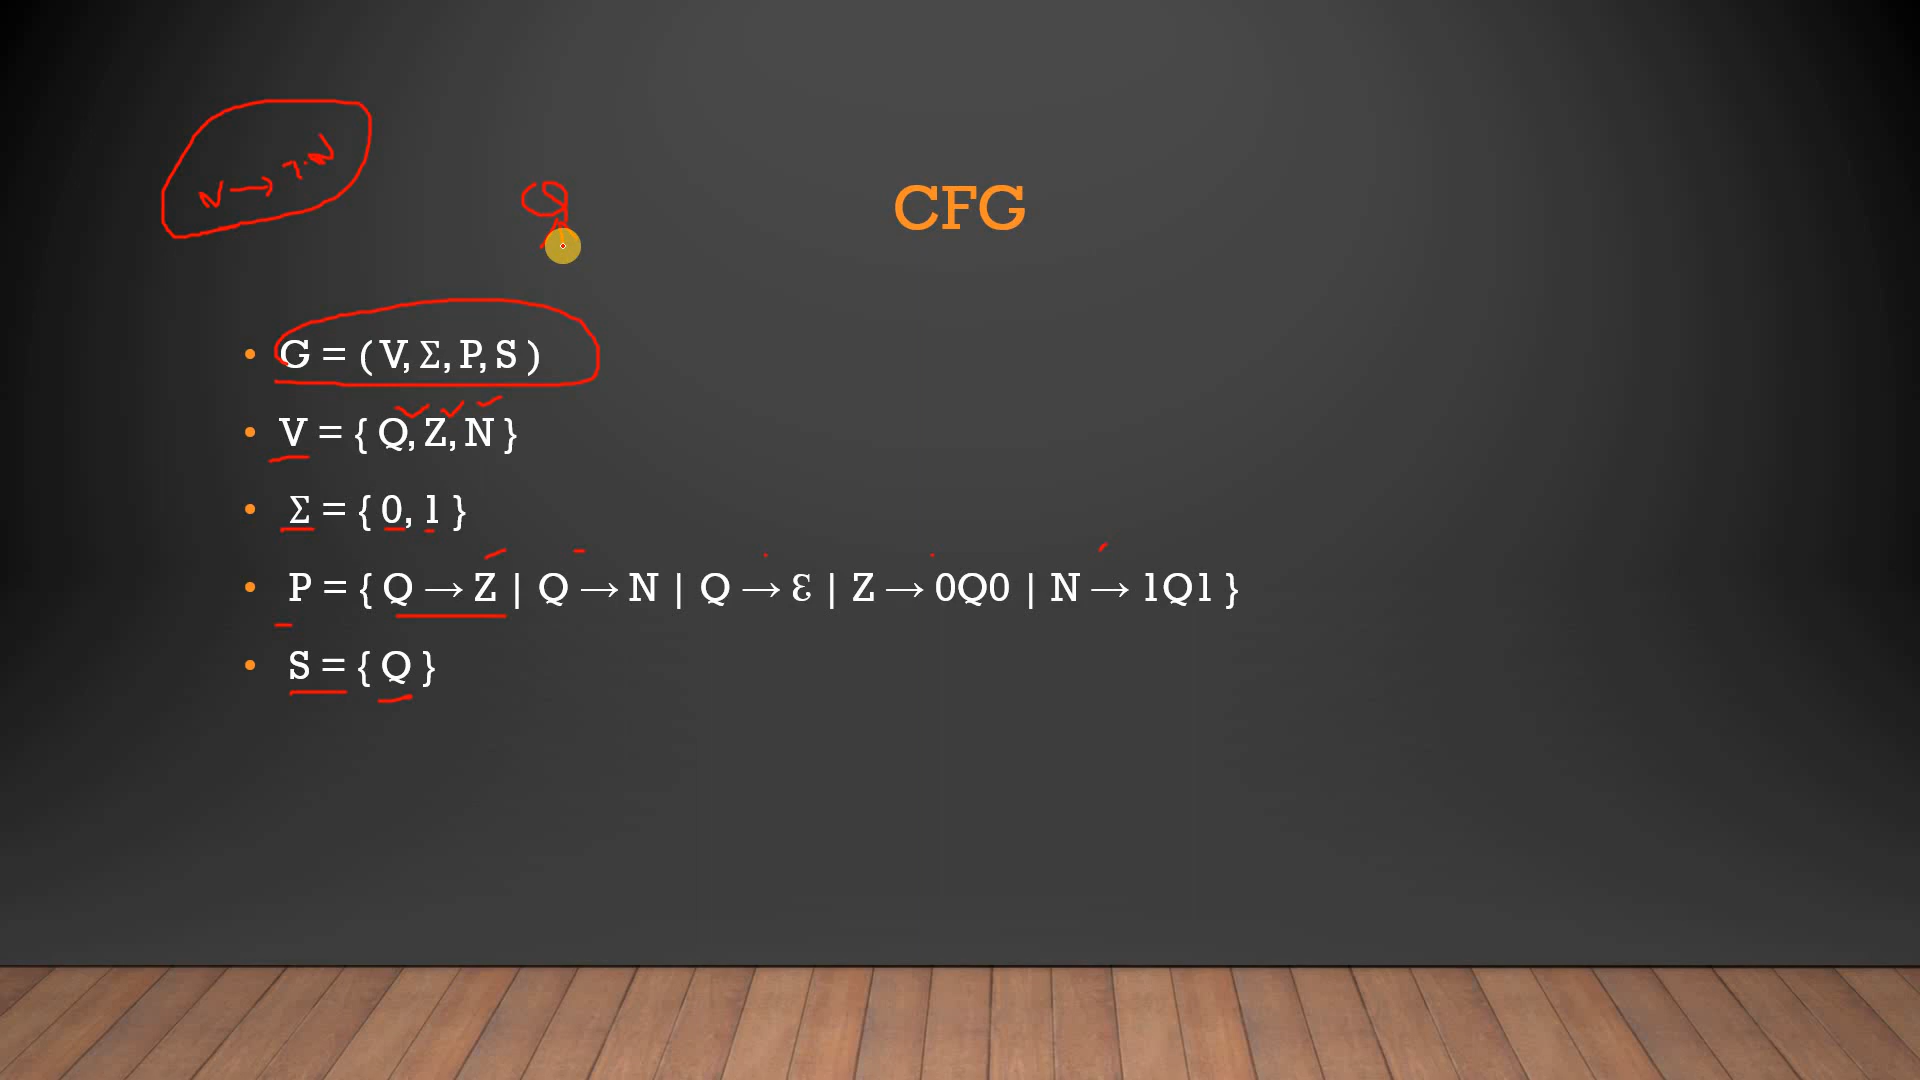 CFG
G = ( V, Σ, P, S )
V = { Q, Z, N }
Σ = { 0, 1 }
P = { Q → Z | Q → N | Q → Ɛ | Z → 0Q0 | N → 1Q1 }
S = { Q }